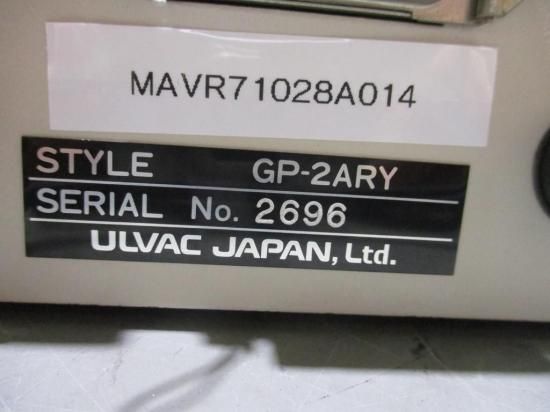 MAVR71028A014
STYLE GP-2ARY
SERIAL No. 2696
ULVAC JAPAN, Ltd.